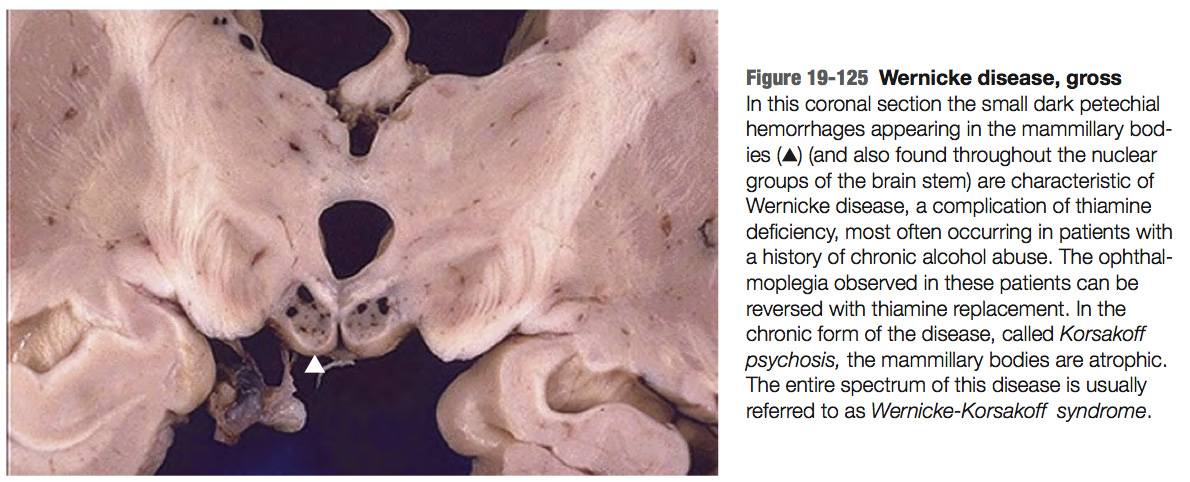 Figure 19-125 Wernicke disease, gross
In this coronal section the small dark petechial
hemorrhages appearing in the mammillary bod-
ies (▲) (and also found throughout the nuclear
groups of the brain stem) are characteristic of
Wernicke disease, a complication of thiamine
deficiency, most often occurring in patients with
a history of chronic alcohol abuse. The ophthal-
moplegia observed in these patients can be
reversed with thiamine replacement. In the
chronic form of the disease, called Korsakoff
psychosis, the mammillary bodies are atrophic.
The entire spectrum of this disease is usually
referred to as Wernicke-Korsakoff syndrome.